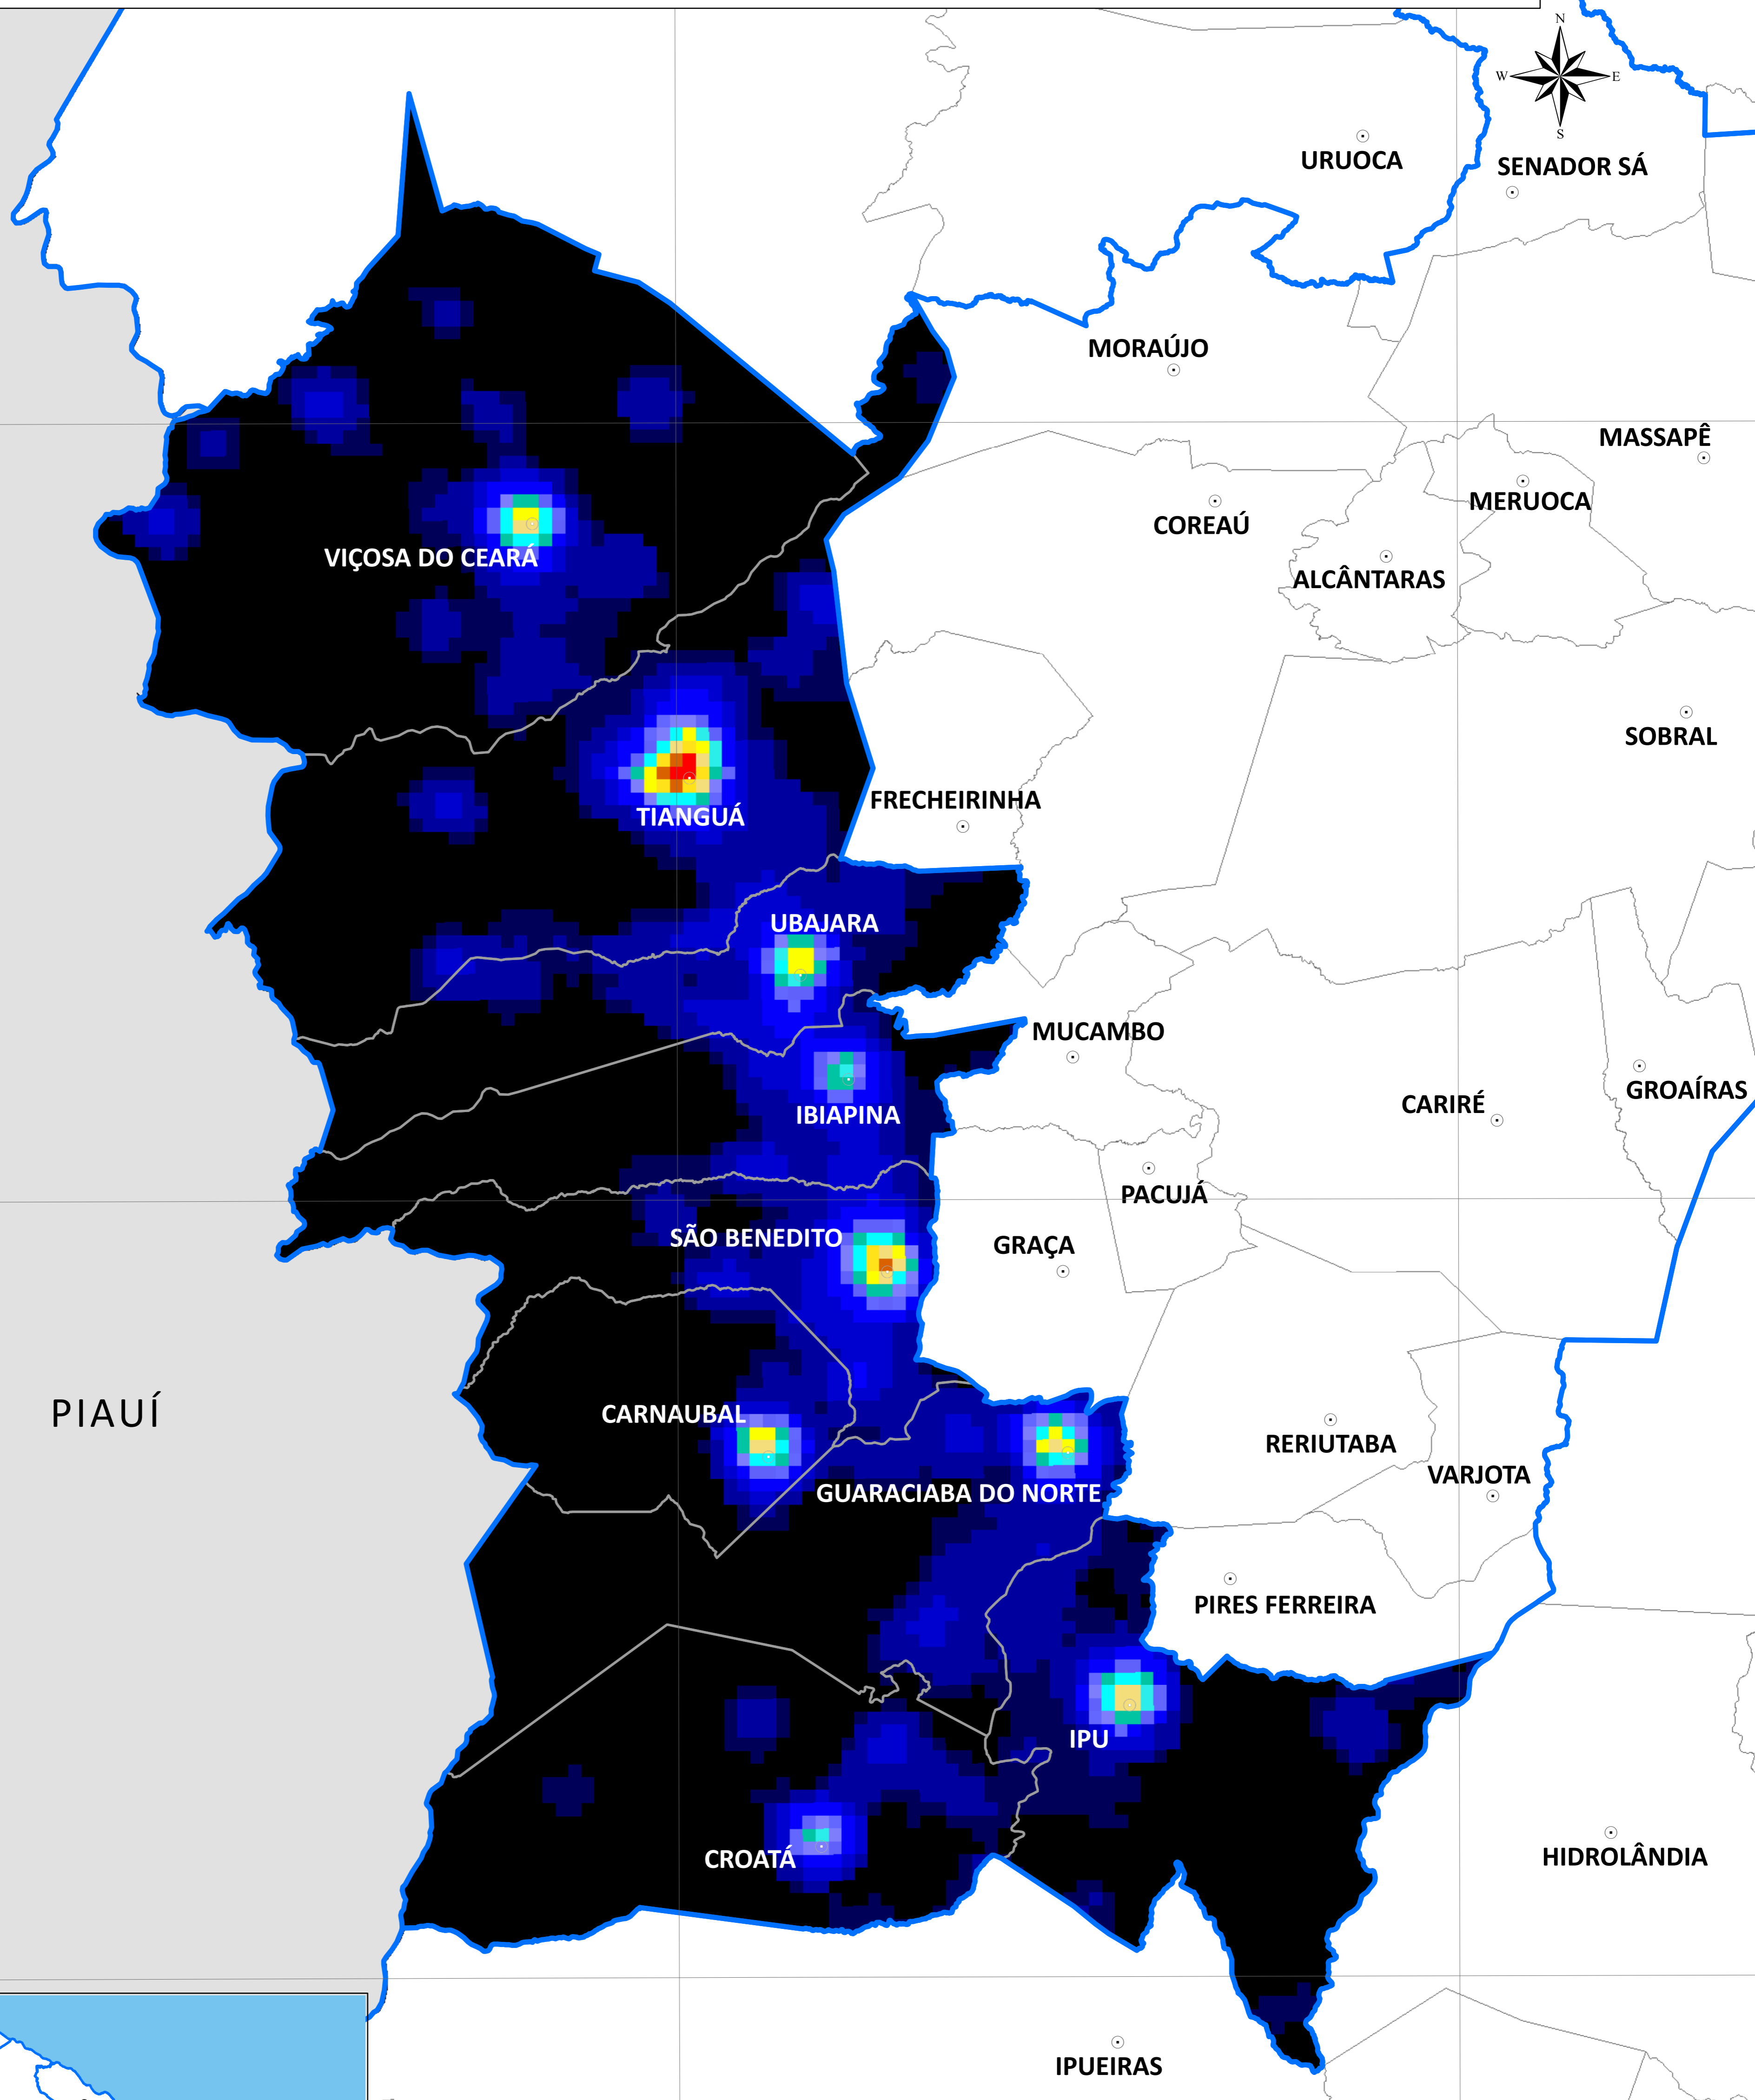 N
W E
S
URUOCA
SENADOR SÁ
MORAÚJO
MASSAPÊ
MERUOCA
COREAÚ
VIÇOSA DO CEARÁ
ALCÂNTARAS
SOBRAL
FRECHEIRINHA
TIANGUÁ
UBAJARA
MUCAMBO
GROAÍRAS
CARIRÉ
IBIAPINA
PACUJÁ
SÃO BENEDITO
GRAÇA
PIAUÍ
CARNAUBAL
RERIUTABA
VARJOTA
GUARACIABA DO NORTE
PIRES FERREIRA
IPU
HIDROLÂNDIA
CROATÁ
IPUEIRAS